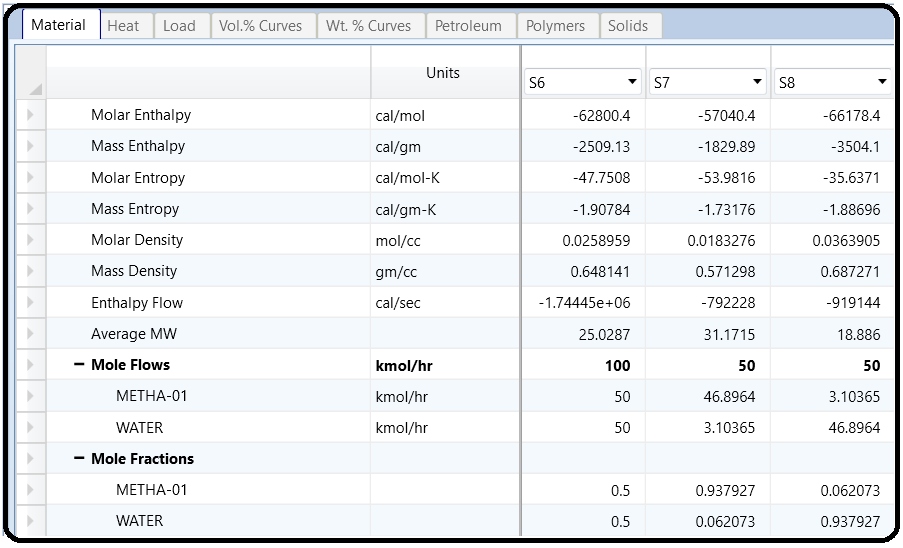 Material Heat Load Vol.% Curves Wt. % Curves Petroleum Polymers Solids
Units S6 S7 S8
Molar Enthalpy cal/mol -62800.4 -57040.4 -66178.4
Mass Enthalpy cal/gm -2509.13 -1829.89 -3504.1
Molar Entropy cal/mol-K -47.7508 -53.9816 -35.6371
Mass Entropy cal/gm-K -1.90784 -1.73176 -1.88696
Molar Density mol/cc 0.0258959 0.0183276 0.0363905
Mass Density gm/cc 0.648141 0.571298 0.687271
Enthalpy Flow cal/sec -1.74445e+06 -792228 -919144
Average MW 25.0287 31.1715 18.886
− Mole Flows kmol/hr 100 50 50
METHA-01 kmol/hr 50 46.8964 3.10365
WATER kmol/hr 50 3.10365 46.8964
− Mole Fractions
METHA-01 0.5 0.937927 0.062073
WATER 0.5 0.062073 0.937927